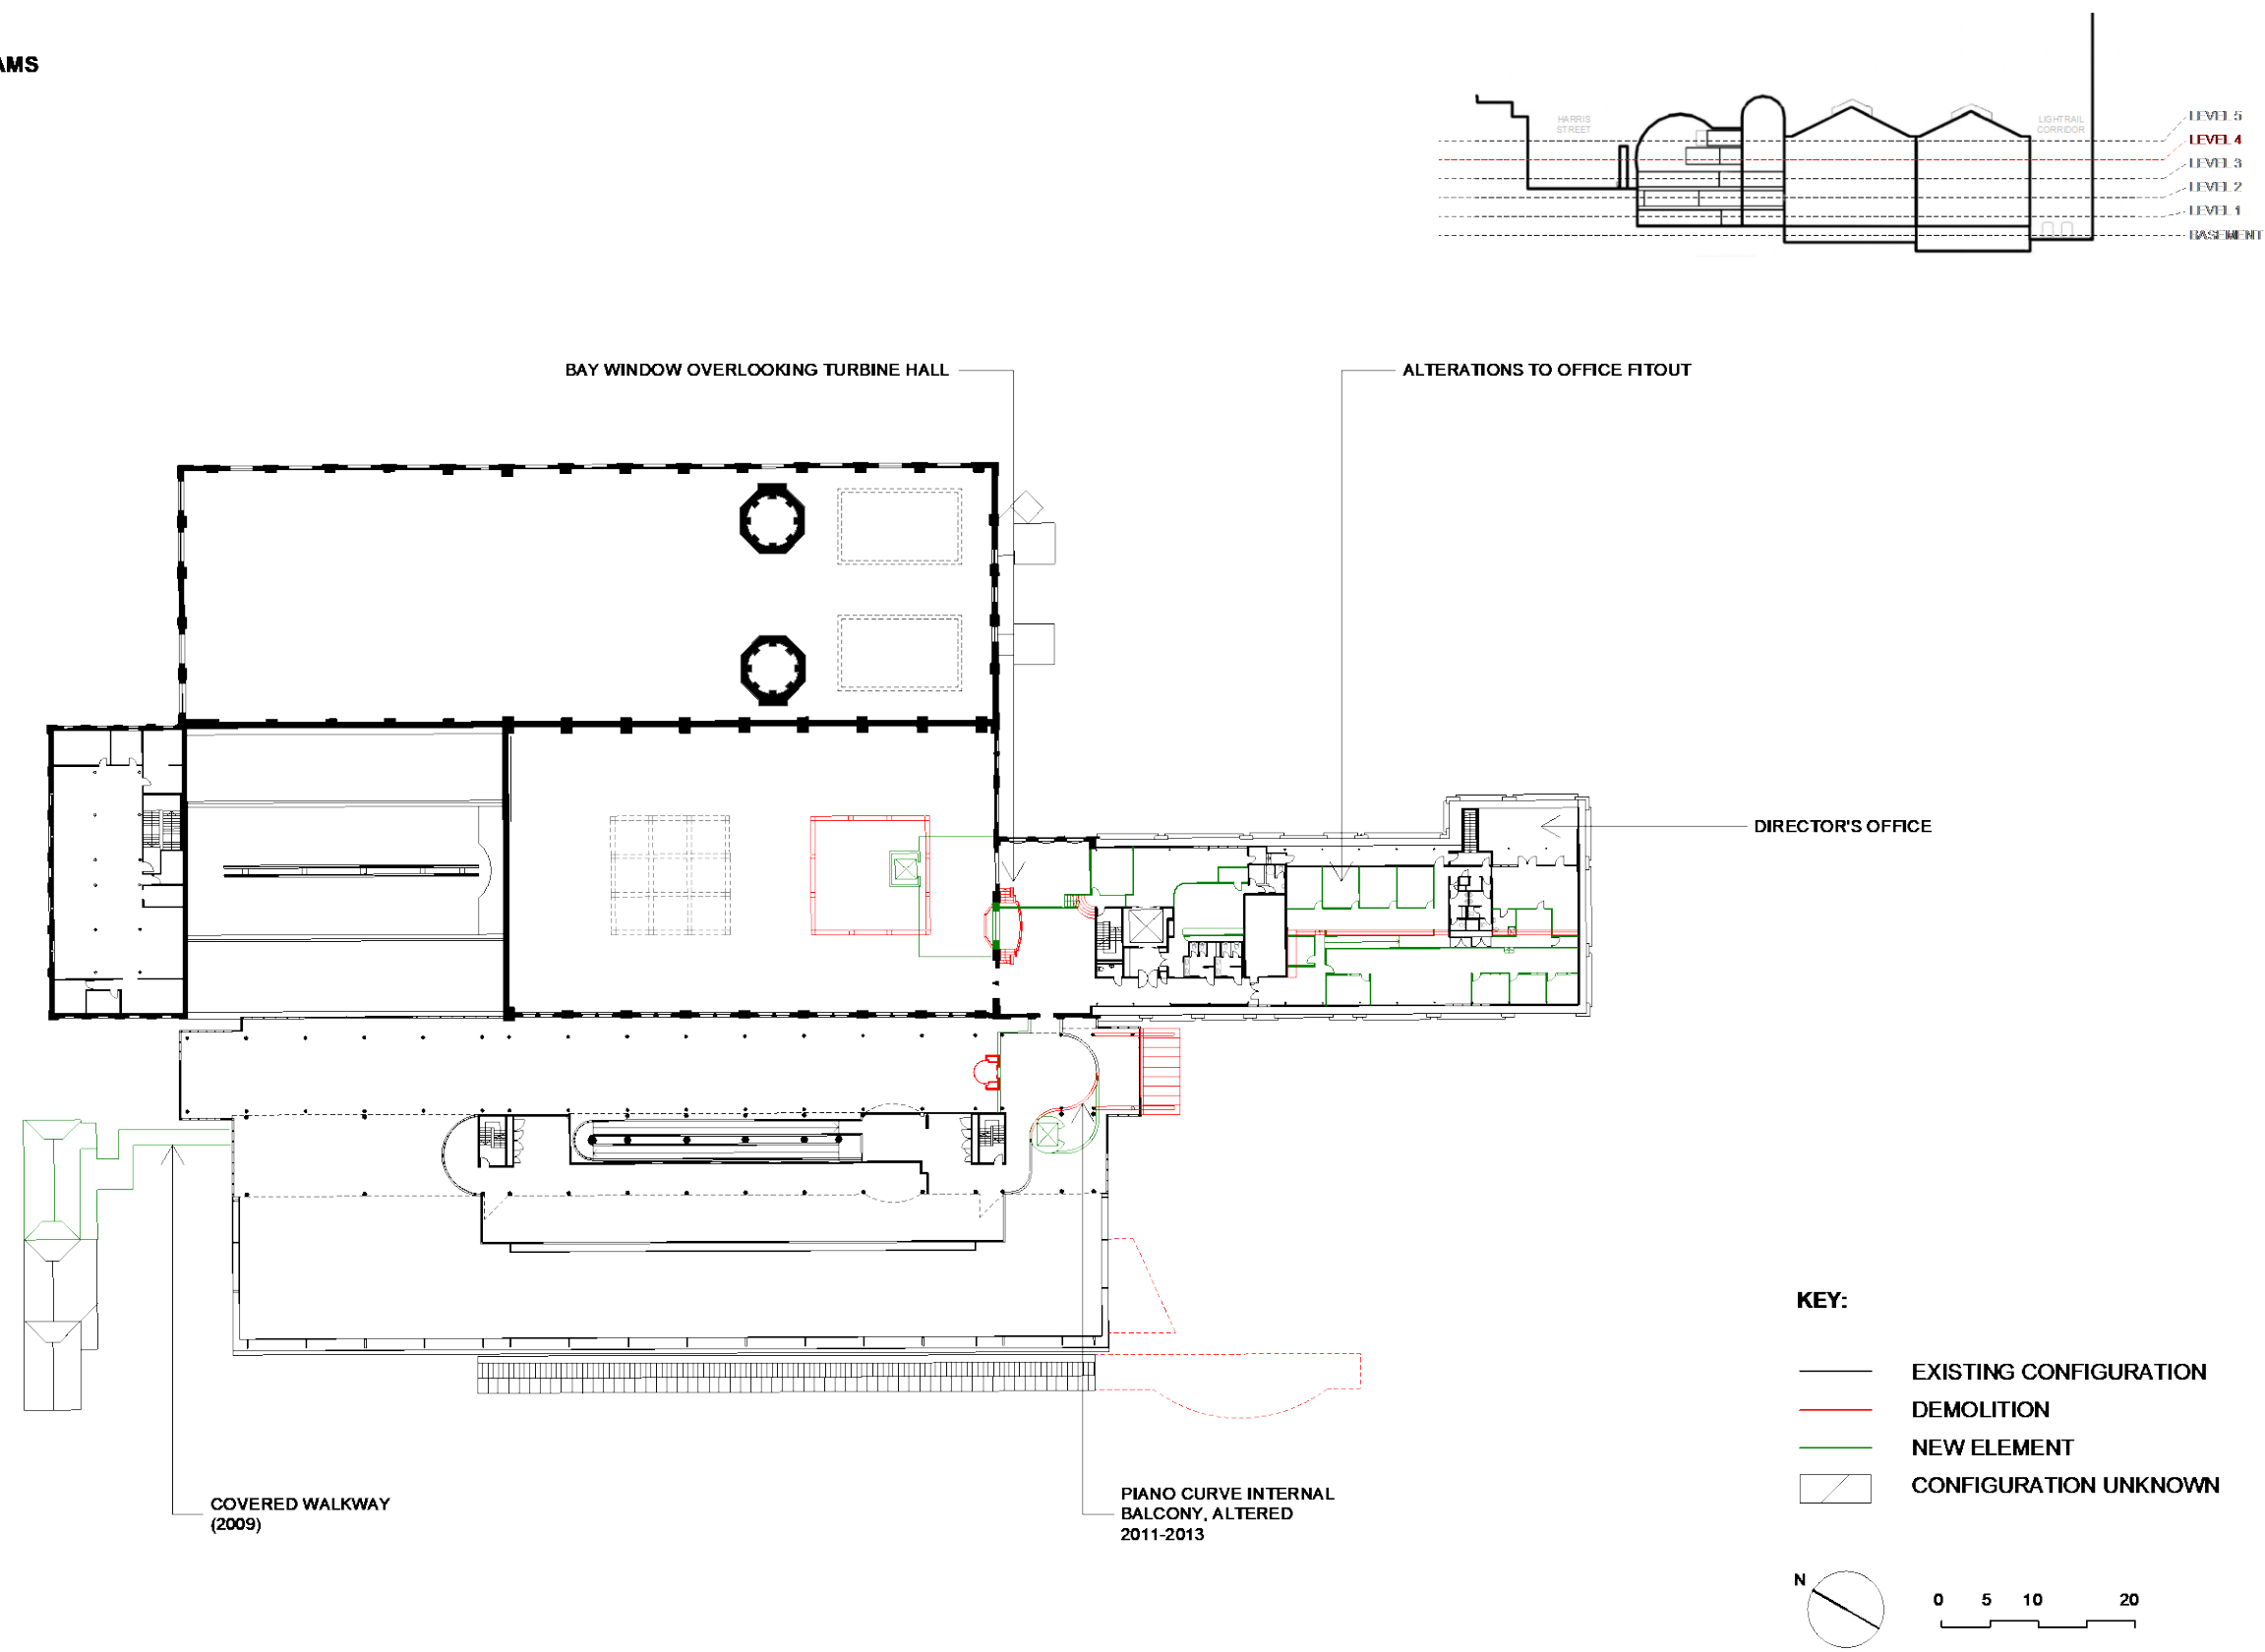 AMS
HARRIS
STREET
LIGHTRAIL
CORRIDOR
LEVEL 5
LEVEL 4
LEVEL 3
LEVEL 2
LEVEL 1
BASEMENT
BAY WINDOW OVERLOOKING TURBINE HALL
ALTERATIONS TO OFFICE FITOUT
DIRECTOR'S OFFICE
COVERED WALKWAY
(2009)
PIANO CURVE INTERNAL
BALCONY, ALTERED
2011-2013
KEY:
EXISTING CONFIGURATION
DEMOLITION
NEW ELEMENT
CONFIGURATION UNKNOWN
N
0 5 10 20